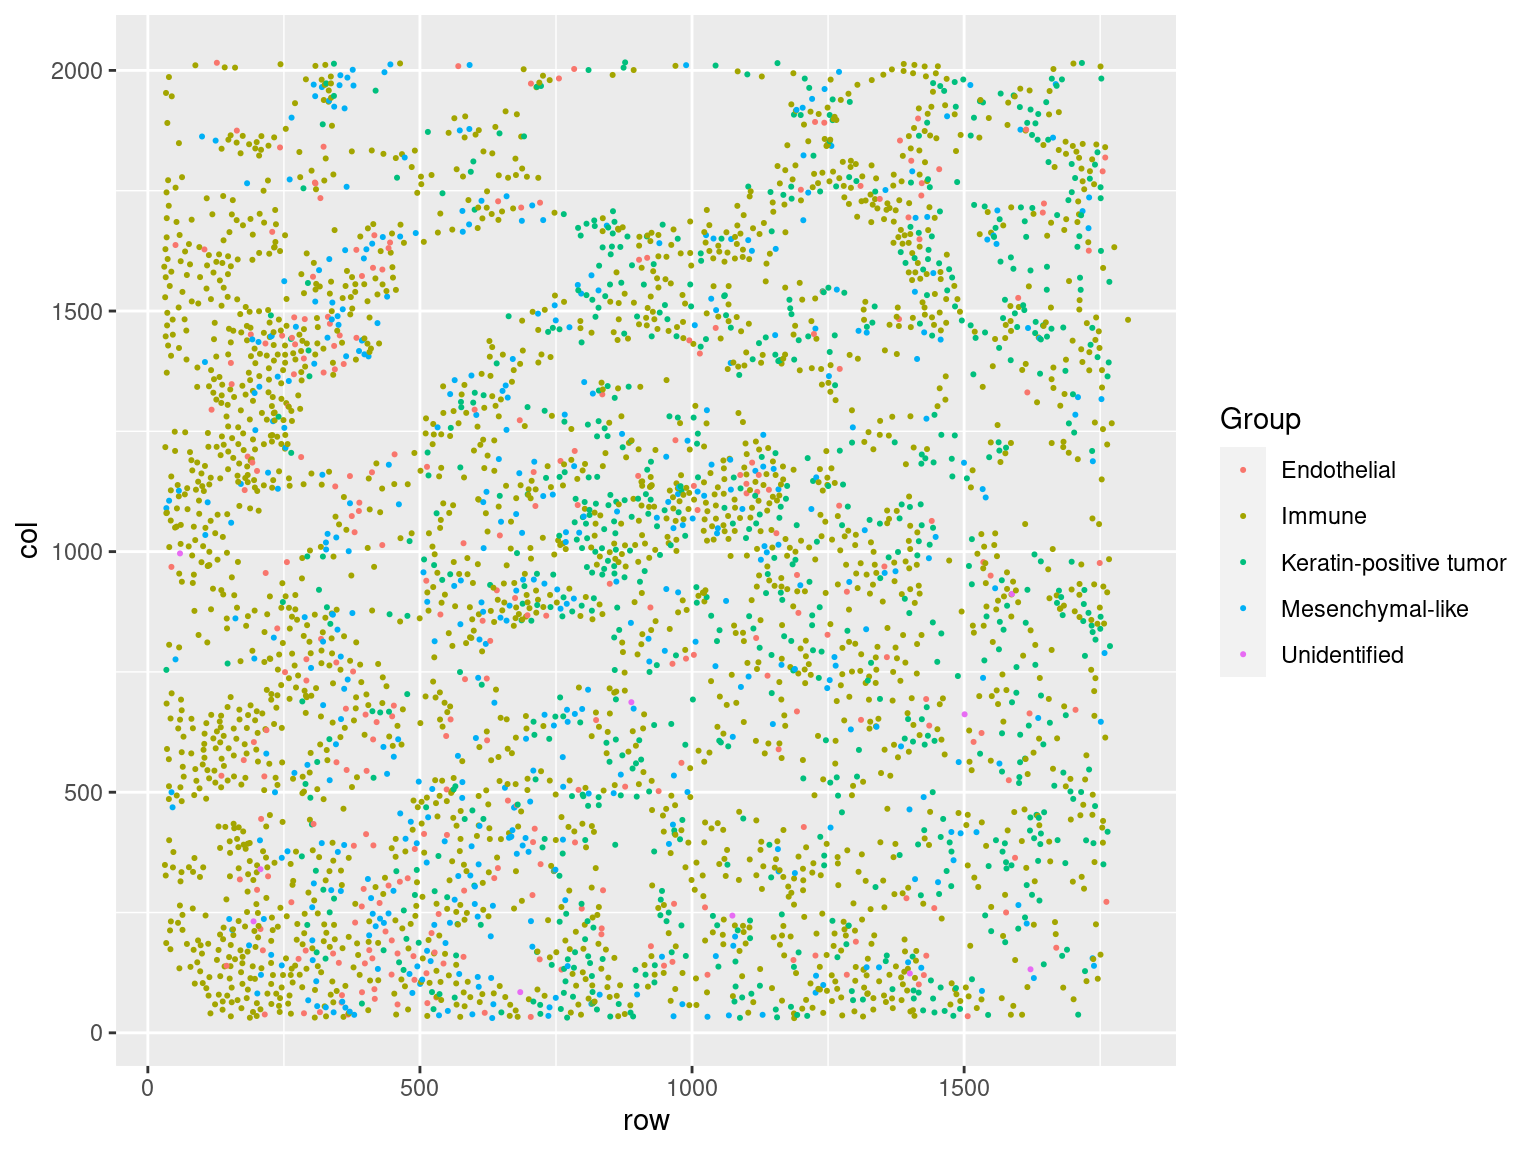 2000
1500
1000
500
0
col
0 500 1000 1500
row
Group
Endothelial
Immune
Keratin-positive tumor
Mesenchymal-like
Unidentified